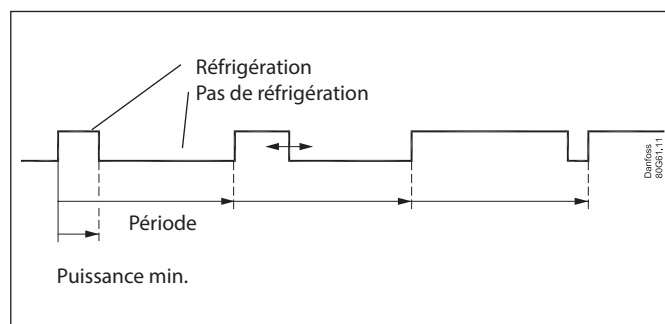 Réfrigération
Pas de réfrigération
Danfoss
80G61.11
Période
Puissance min.